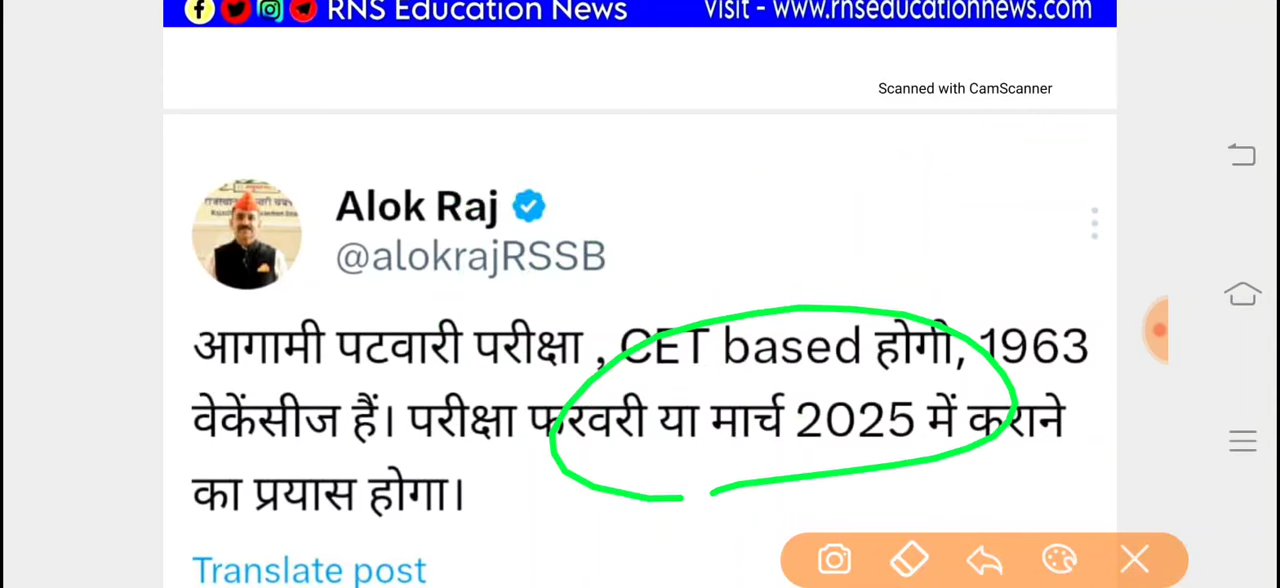 RNS Education News Visit - www.rnseducationnews.com
Scanned with CamScanner
Alok Raj
@alokrajRSSB
आगामी पटवारी परीक्षा , CET based होगी, 1963
वेकेंसीज हैं। परीक्षा फरवरी या मार्च 2025 में कराने
का प्रयास होगा।
Translate post